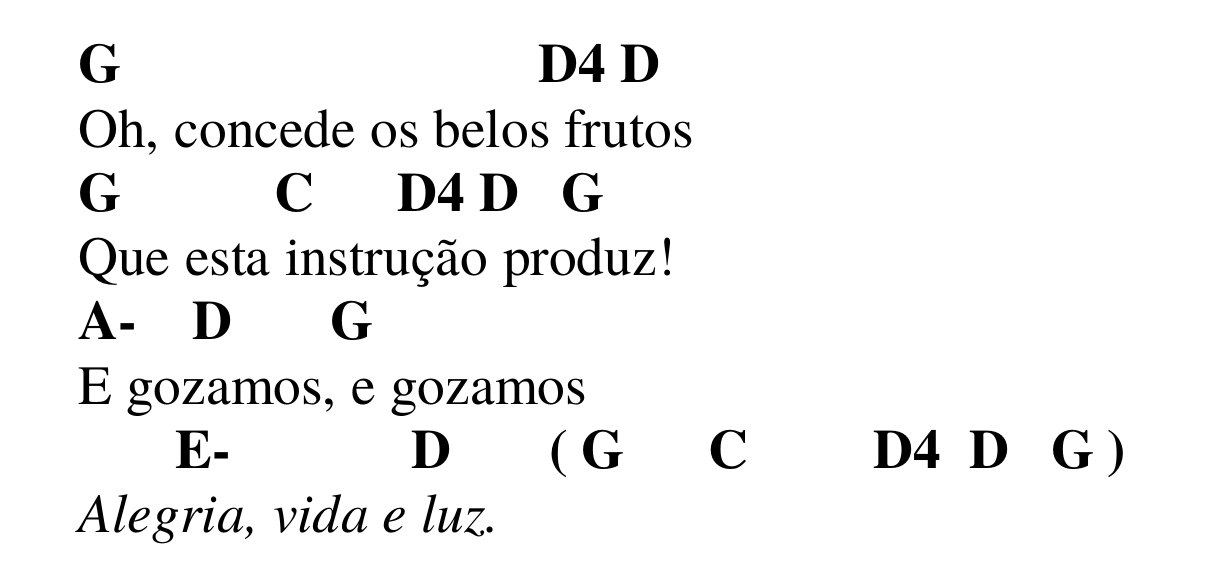 G D4 D
Oh, concede os belos frutos
G C D4 D G
Que esta instrução produz!
A- D G
E gozamos, e gozamos
E- D ( G C D4 D G )
Alegria, vida e luz.